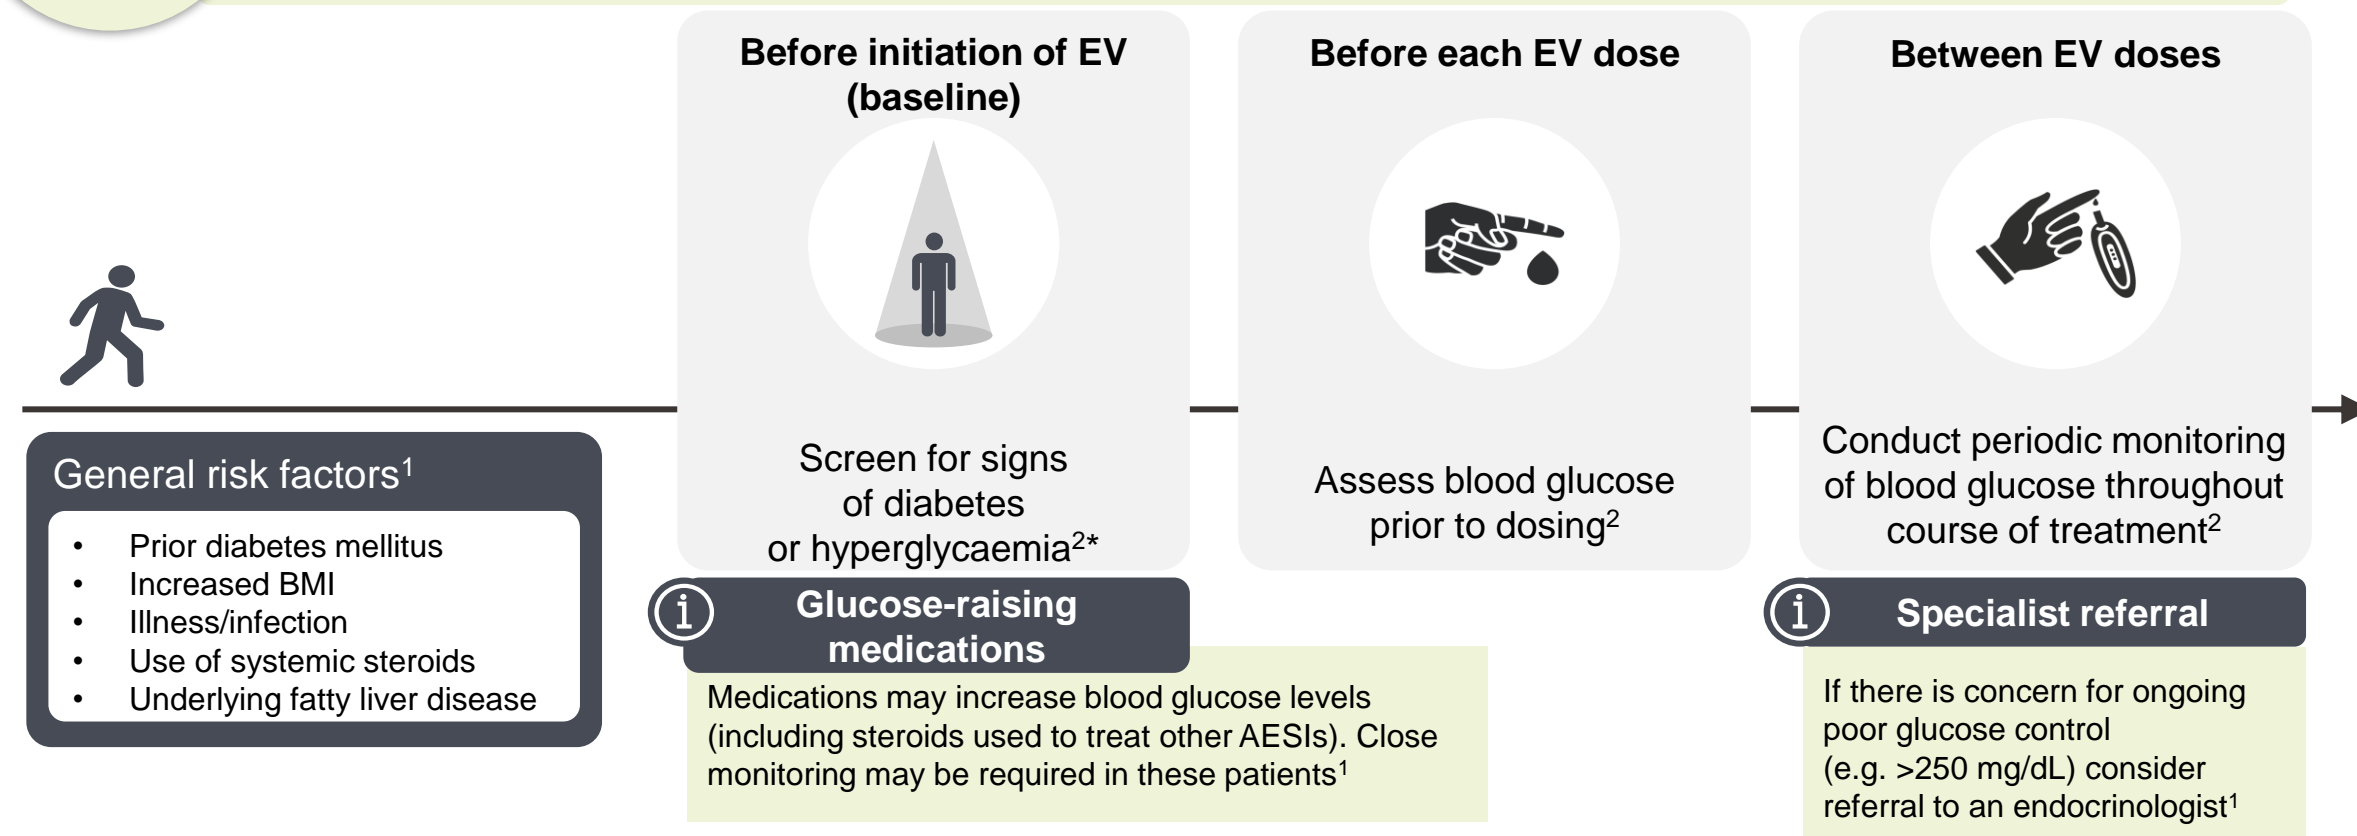 Before initiation of EV
(baseline)
Screen for signs
of diabetes
or hyperglycaemia2*
Before each EV dose
Assess blood glucose
prior to dosing2
Between EV doses
Conduct periodic monitoring
of blood glucose throughout
course of treatment2
General risk factors1
• Prior diabetes mellitus
• Increased BMI
• Illness/infection
• Use of systemic steroids
• Underlying fatty liver disease
i
Glucose-raising
medications
Medications may increase blood glucose levels
(including steroids used to treat other AESIs). Close
monitoring may be required in these patients1
i
Specialist referral
If there is concern for ongoing
poor glucose control
(e.g. >250 mg/dL) consider
referral to an endocrinologist1